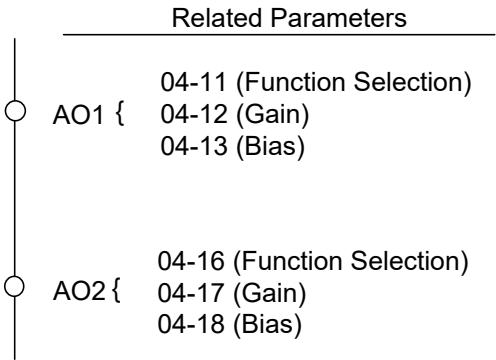 Related Parameters
04-11 (Function Selection)
AO1 { 04-12 (Gain)
04-13 (Bias)
04-16 (Function Selection)
AO2 { 04-17 (Gain)
04-18 (Bias)